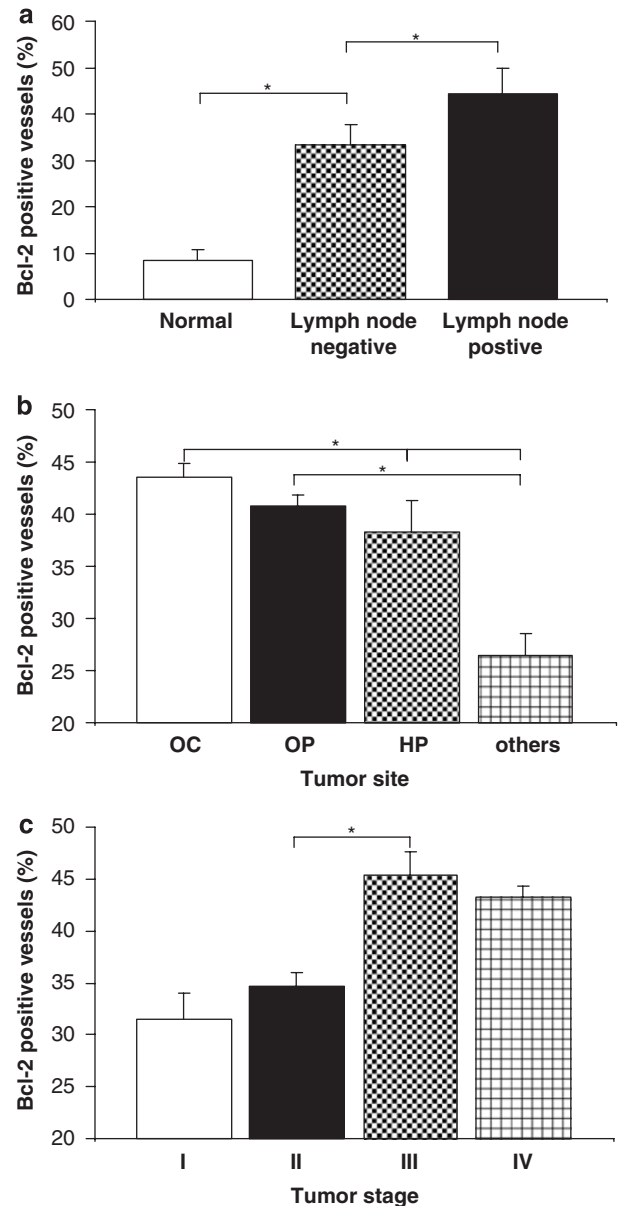 a
Bcl-2 positive vessels (%)
60
50
40
30
20
10
0
*
*
Normal
Lymph node
negative
Lymph node
postive
b
Bcl-2 positive vessels (%)
50
45
40
35
30
25
20
*
*
OC
OP
HP
others
Tumor site
c
Bcl-2 positive vessels (%)
50
45
35
30
25
20
*
I
II
III
IV
Tumor stage